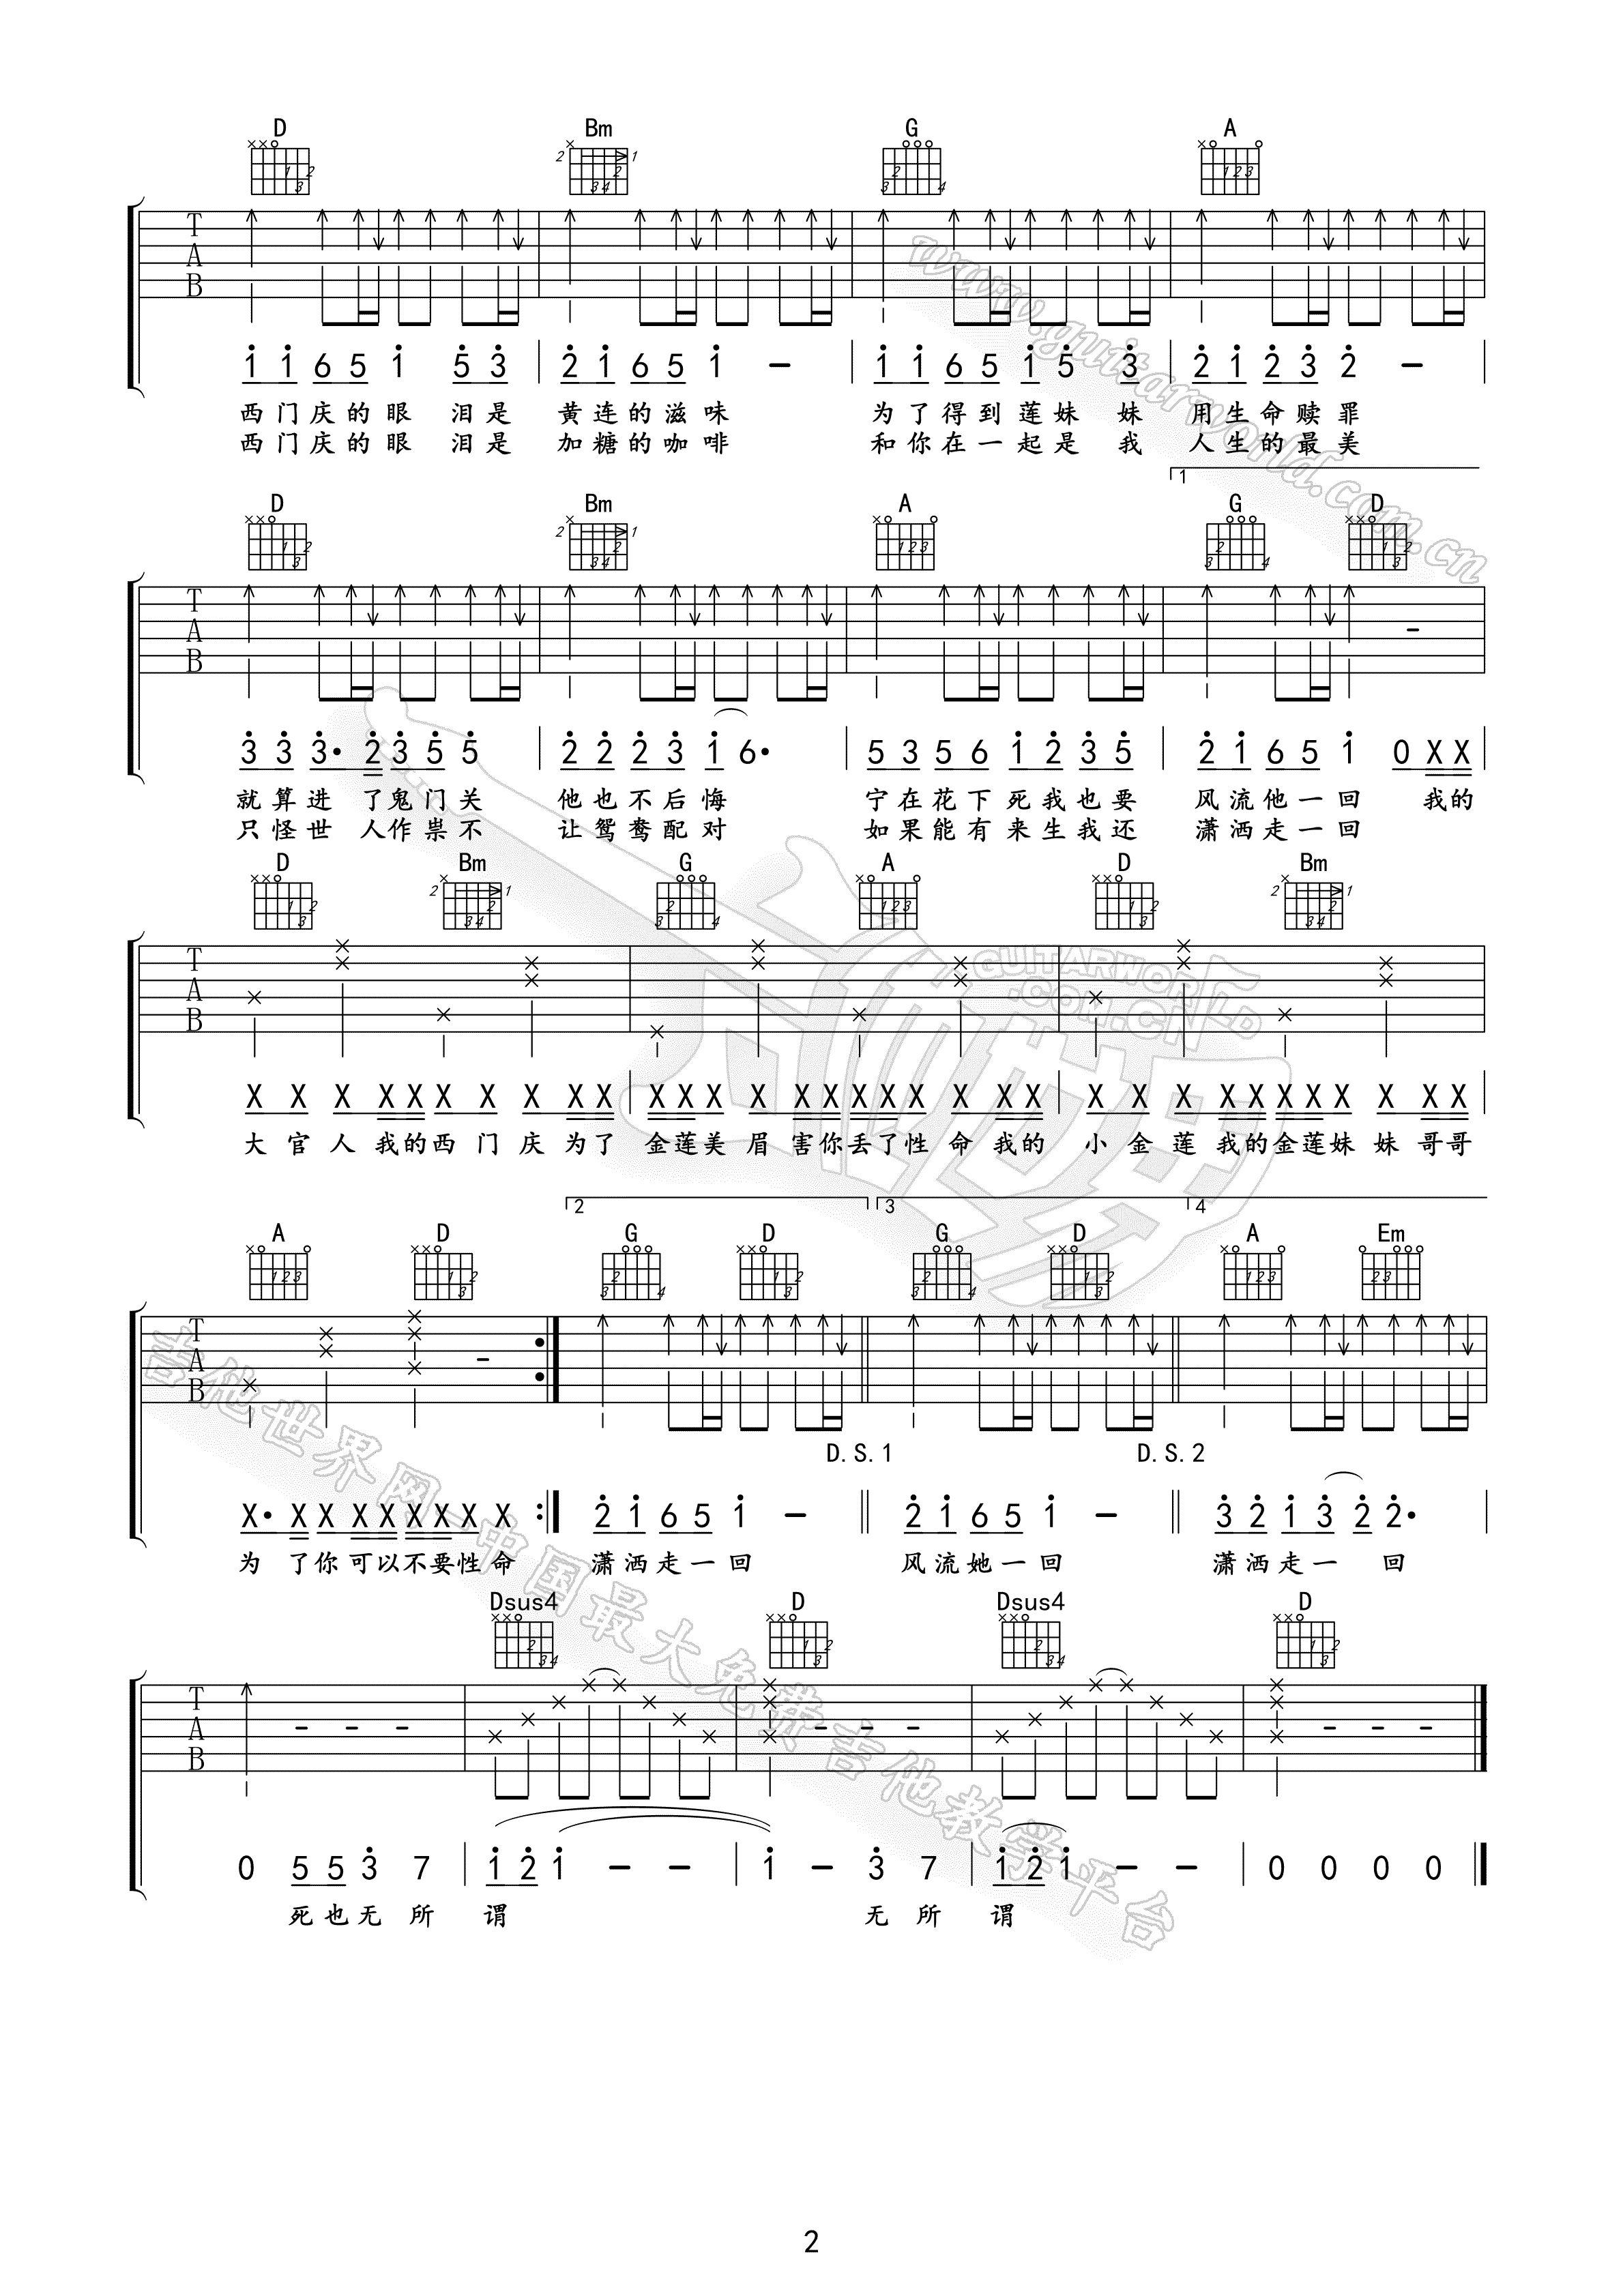 D Bm G A
T A B
1 1 6 5 1 5 3 2 1 6 5 1 - 1 1 6 5 1 5 3 2 1 2 3 2 -
西门庆的眼 泪是 黄连的滋味 为了得到莲妹 妹 用生命赎罪
西门庆的眼 泪是 加糖的咖啡 和你在一起是 我 人生的最美
1
D Bm A G D
T A B
3 3 3· 2 3 5 5 2 2 2 3 1 6· 5 3 5 6 1 2 3 5 2 1 6 5 1 0 X X
就算进 了鬼门关 他也不后悔 宁在花下死我也要 风流他一回 我的
只怪世 人作祟不 让鸳鸯配对 如果能有来生我还 潇洒走一回
D Bm G A D Bm
T A B
X X X X X X X X X X X X X X X X X X X X X X X X X X X X X X X X
大官人我的西门庆为了 金莲美眉害你丢了性命我的 小金莲我的金莲妹妹哥哥
2 3 4
A D G D G D A Em
T A B
D.S.1 D.S.2
X· X X X X X X X X 2 1 6 5 1 - 2 1 6 5 1 - 3 2 1 3 2 2·
为 了你可以不要性命 潇洒走一回 风流她一回 潇洒走一 回
Dsus4 D Dsus4 D
T A B
0 5 5 3 7 1 2 1 - - 1 - 3 7 1 2 1 - - 0 0 0 0
死也无所 谓 无所 谓
www.guitarworld.com.cn
GUITARWORLD
.COM.CN
吉他世界网-中国最大免费吉他教学平台
2